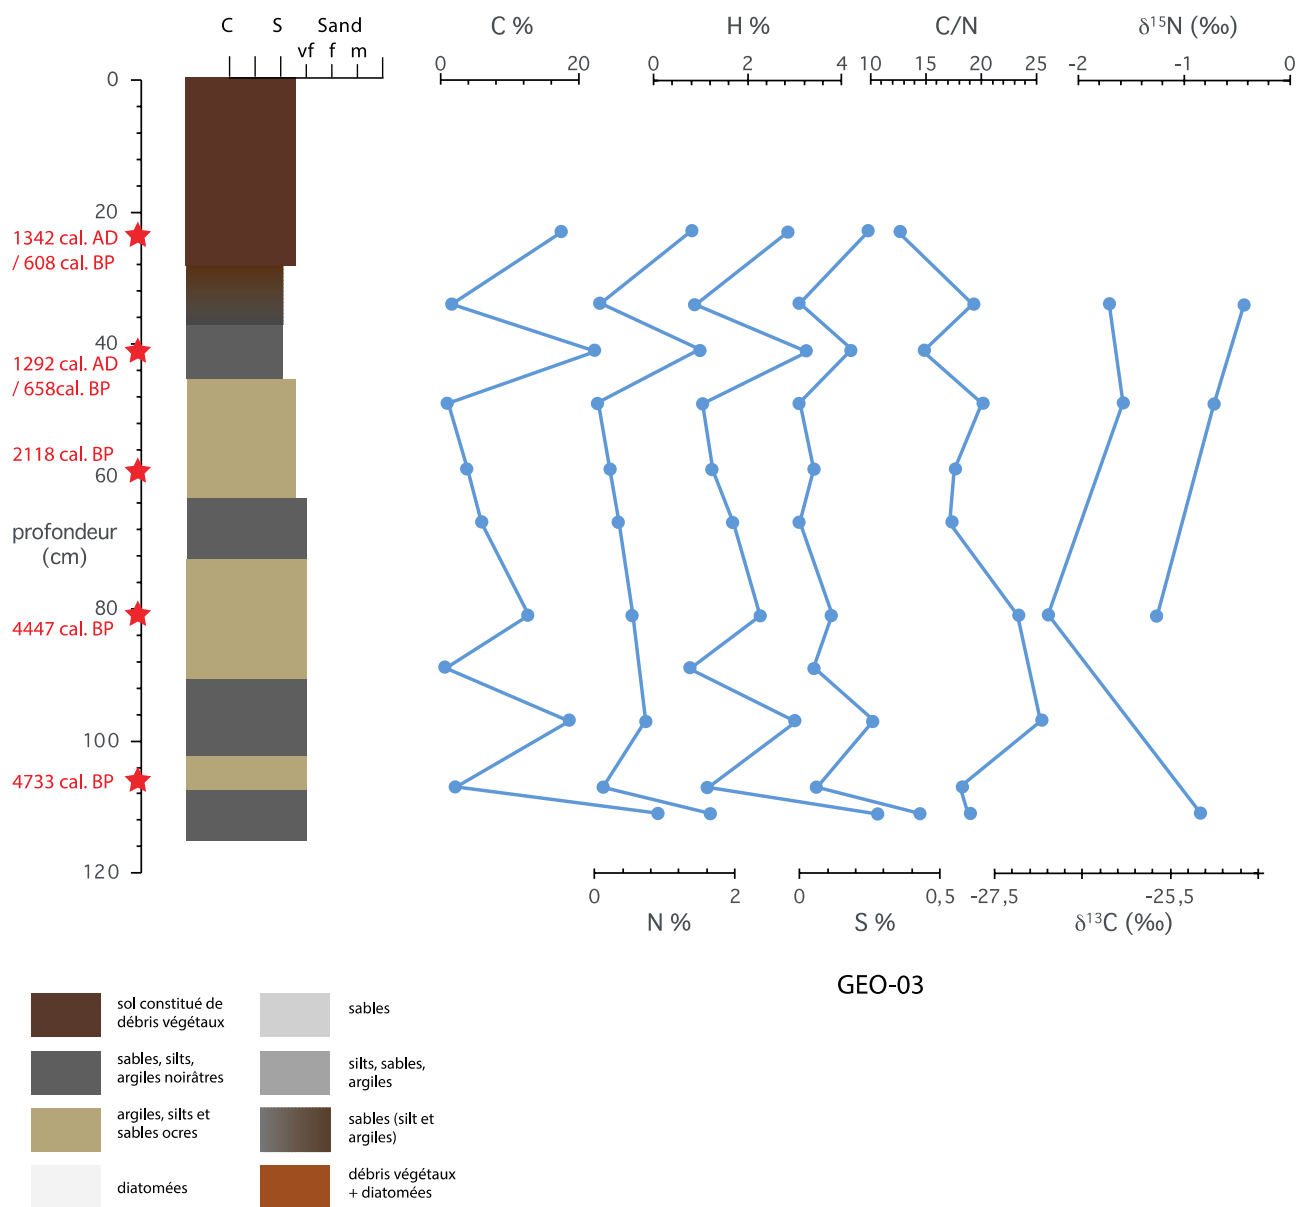 C S Sand
vf f m
C % H % C/N δ¹⁵N (‰)
0 20 0 2 4 10 15 20 25 -2 -1 0
0
20
1342 cal. AD
/ 608 cal. BP
40
1292 cal. AD
/ 658cal. BP
2118 cal. BP
60
profondeur
(cm)
80
4447 cal. BP
100
4733 cal. BP
120
0 2 0 0,5 -27,5 -25,5
N % S % δ¹³C (‰)
GEO-03
sol constitué de
débris végétaux
sables
sables, silts,
argiles noirâtres
silts, sables,
argiles
argiles, silts et
sables ocres
sables (silt et
argiles)
diatomées
débris végétaux
+ diatomées